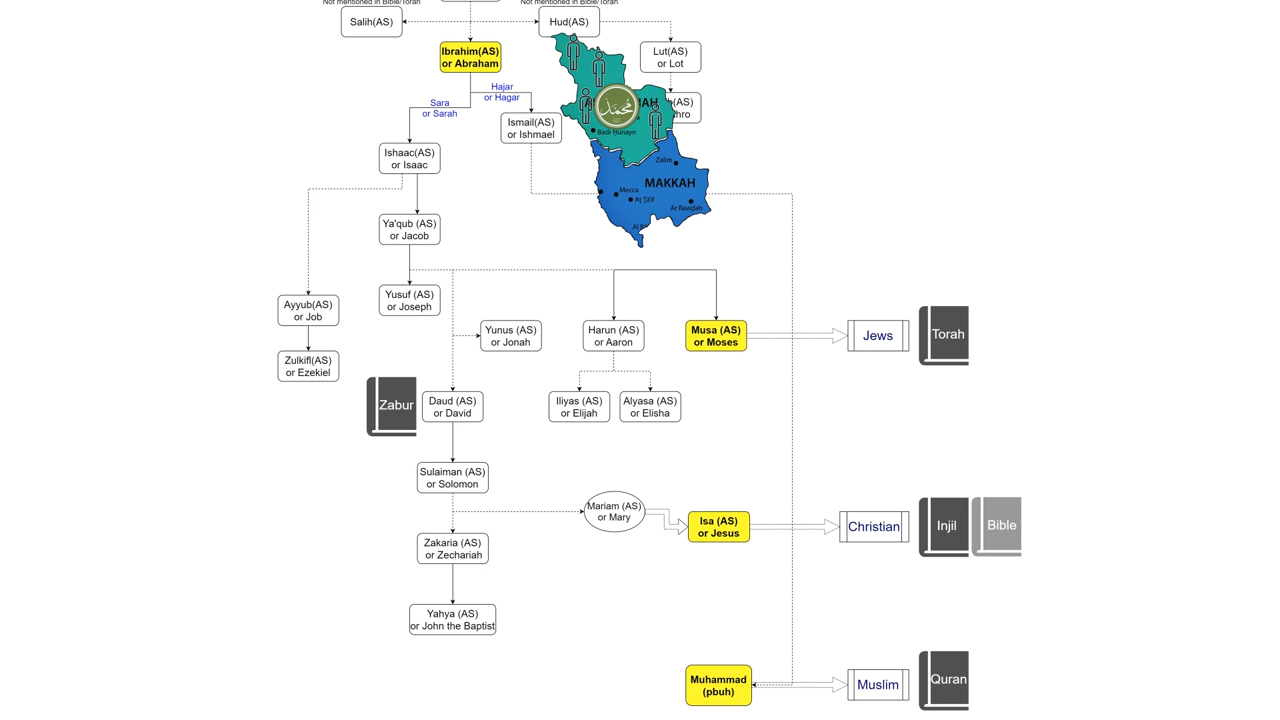 Not mentioned in Bible/Torah
Not mentioned in Bible/Torah
Salih(AS)
Hud(AS)
Ibrahim(AS)
or Abraham
Lut(AS)
or Lot
Hajar
or Hagar
Sara
or Sarah
Ismail(AS)
or Ishmael
محمد
Badr Hunayn
Zalim
MAKKAH
Mecca
Aţ Ţā'if
Ar Rawdah
Ishaac(AS)
or Isaac
Ya'qub (AS)
or Jacob
Yusuf (AS)
or Joseph
Ayyub(AS)
or Job
Zulkifl(AS)
or Ezekiel
Yunus (AS)
or Jonah
Harun (AS)
or Aaron
Musa (AS)
or Moses
Jews
Torah
Zabur
Daud (AS)
or David
Iliyas (AS)
or Elijah
Alyasa (AS)
or Elisha
Sulaiman (AS)
or Solomon
Mariam (AS)
or Mary
Isa (AS)
or Jesus
Christian
Injil
Bible
Zakaria (AS)
or Zechariah
Yahya (AS)
or John the Baptist
Muhammad
(pbuh)
Muslim
Quran